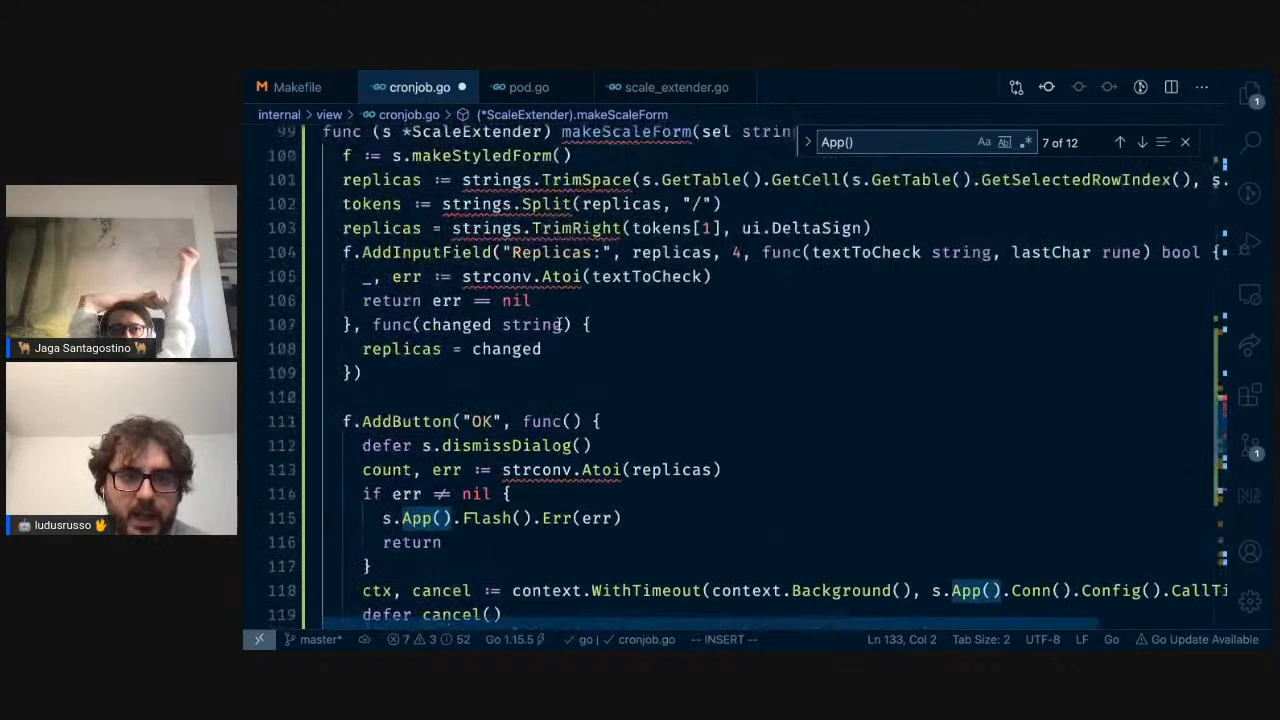 Makefile
cronjob.go
pod.go
scale_extender.go
internal > view > cronjob.go > (*ScaleExtender).makeScaleForm
App()
Aa
7 of 12
99 func (s *ScaleExtender) makeScaleForm(sel strin
100 f := s.makeStyledForm()
101 replicas := strings.TrimSpace(s.GetTable().GetCell(s.GetTable().GetSelectedRowIndex(), s.
102 tokens := strings.Split(replicas, "/")
103 replicas = strings.TrimRight(tokens[1], ui.DeltaSign)
104 f.AddInputField("Replicas:", replicas, 4, func(textToCheck string, lastChar rune) bool {
105 _, err := strconv.Atoi(textToCheck)
106 return err == nil
107 }, func(changed string) {
108 replicas = changed
109 })
110
111 f.AddButton("OK", func() {
112 defer s.dismissDialog()
113 count, err := strconv.Atoi(replicas)
114 if err ≠ nil {
115 s.App().Flash().Err(err)
116 return
117 }
118 ctx, cancel := context.WithTimeout(context.Background(), s.App().Conn().Config().CallTi
119 defer cancel()
master* 7 3 52 Go 1.15.5 go | cronjob.go -- INSERT -- Ln 133, Col 2 Tab Size: 2 UTF-8 LF Go Go Update Available
Jaga Santagostino
ludusrusso
1
1
N2